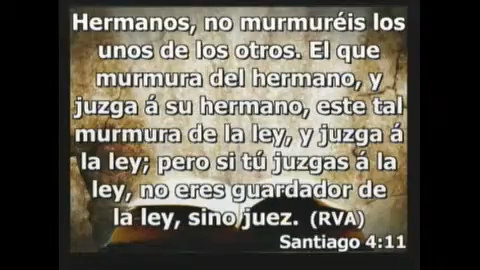 Hermanos, no murmuréis los
unos de los otros. El que
murmura del hermano, y
juzga á su hermano, este tal
murmura de la ley, y juzga á
la ley; pero si tú juzgas á la
ley, no eres guardador de
la ley, sino juez. (RVA)
Santiago 4:11